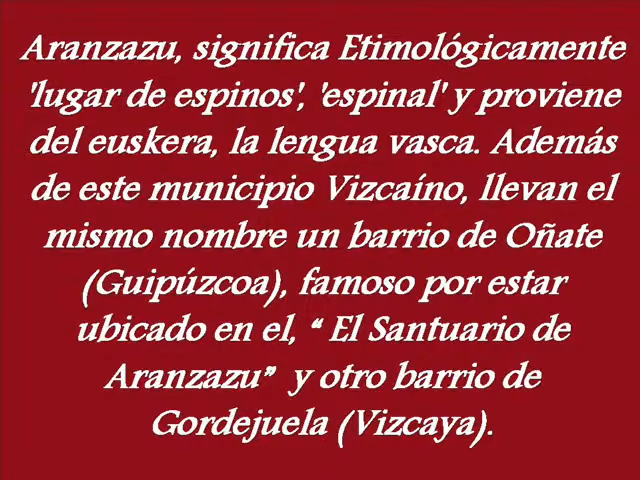 Aranzazu, significa Etimológicamente
'lugar de espinos', 'espinal' y proviene
del euskera, la lengua vasca. Además
de este municipio Vizcaíno, llevan el
mismo nombre un barrio de Oñate
(Guipúzcoa), famoso por estar
ubicado en el, “ El Santuario de
Aranzazu” y otro barrio de
Gordejuela (Vizcaya).